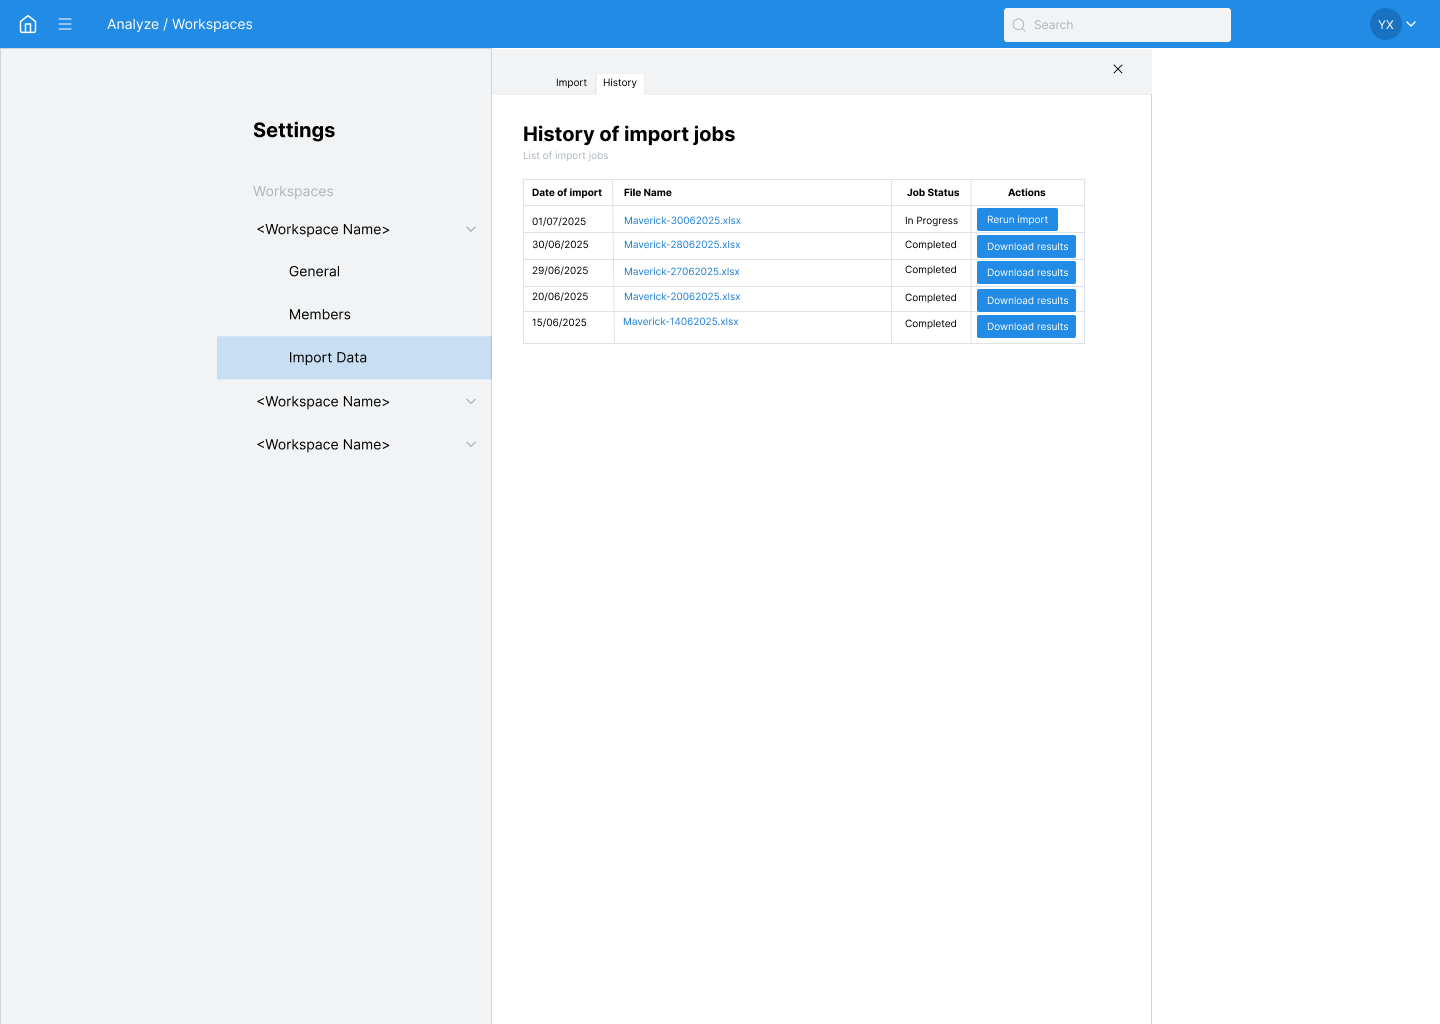 Analyze / Workspaces
Search
YX
Import
History
Settings
Workspaces
<Workspace Name>
General
Members
Import Data
<Workspace Name>
<Workspace Name>
History of import jobs
List of import jobs
Date of import File Name Job Status Actions
01/07/2025 Maverick-30062025.xlsx In Progress Rerun import
30/06/2025 Maverick-28062025.xlsx Completed Download results
29/06/2025 Maverick-27062025.xlsx Completed Download results
20/06/2025 Maverick-20062025.xlsx Completed Download results
15/06/2025 Maverick-14062025.xlsx Completed Download results